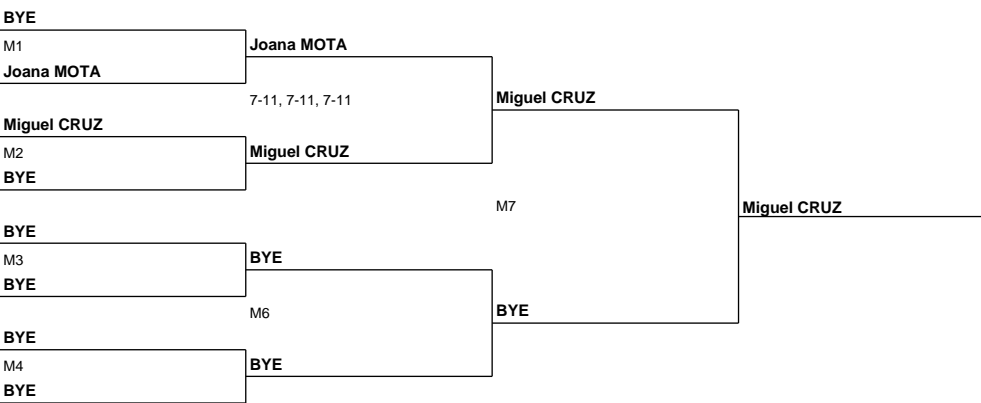 BYE
M1
Joana MOTA
Joana MOTA
7-11, 7-11, 7-11
Miguel CRUZ
Miguel CRUZ
M2
Miguel CRUZ
BYE
M7
Miguel CRUZ
BYE
M3
BYE
BYE
M6
BYE
BYE
M4
BYE
BYE